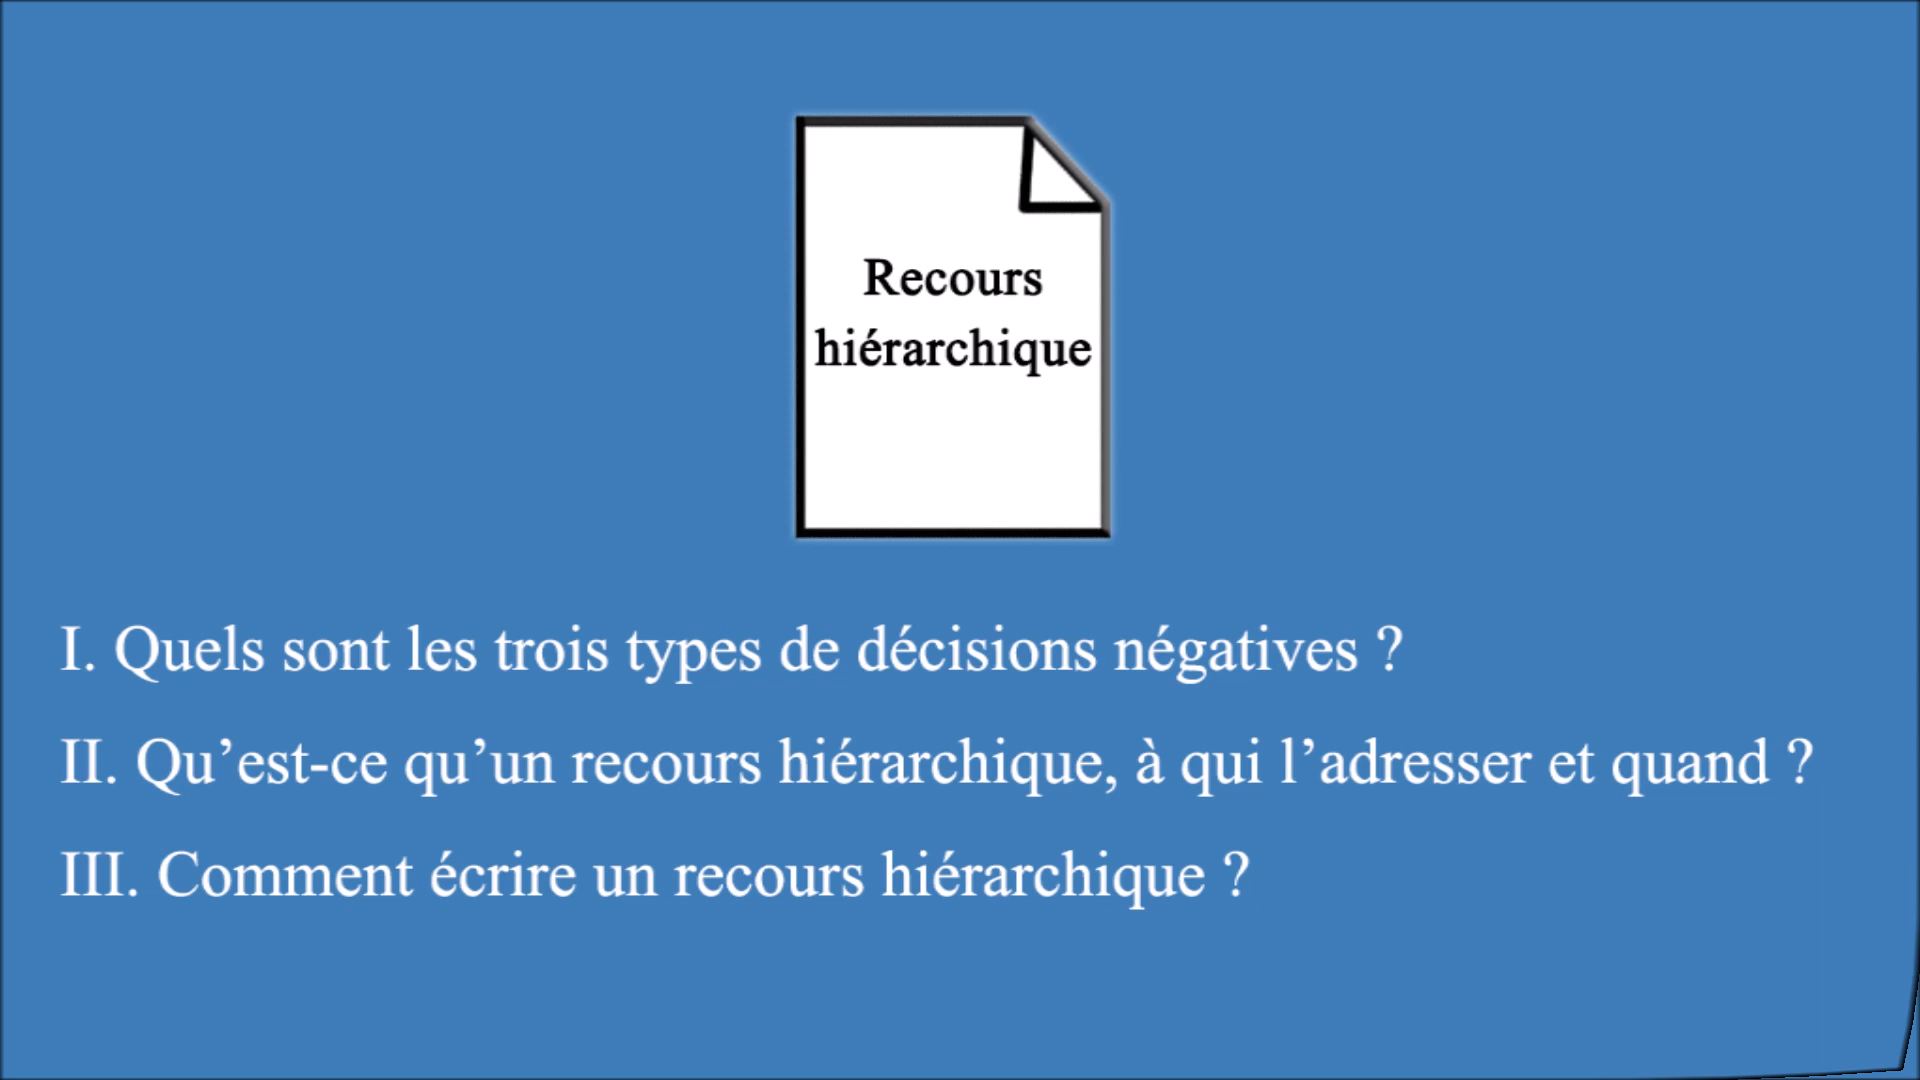 Recours
hiérarchique
I. Quels sont les trois types de décisions négatives ?
II. Qu’est-ce qu’un recours hiérarchique, à qui l’adresser et quand ?
III. Comment écrire un recours hiérarchique ?